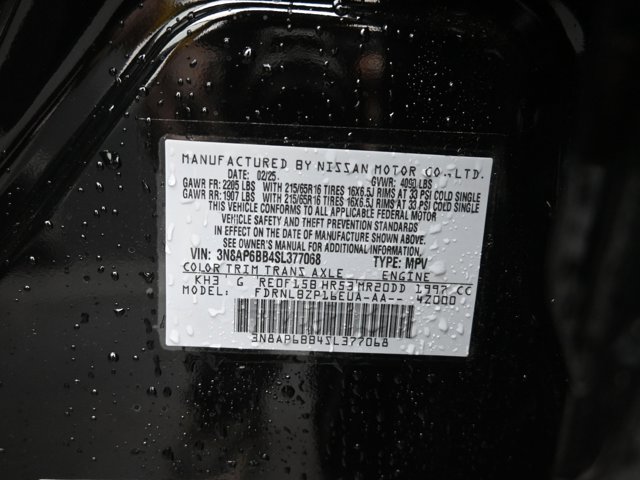 MANUFACTURED BY NISSAN MOTOR CO.,LTD.
DATE: 02/25 GVWR: 4090 LBS
GAWR FR: 2205 LBS WITH 215/65R16 TIRES 16X6.5J RIMS AT 33 PSI COLD SINGLE
GAWR RR: 1907 LBS WITH 215/65R16 TIRES 16X6.5J RIMS AT 33 PSI COLD SINGLE
THIS VEHICLE CONFORMS TO ALL APPLICABLE FEDERAL MOTOR
VEHICLE SAFETY AND THEFT PREVENTION STANDARDS
IN EFFECT ON THE DATE OF MANUFACTURE SHOWN ABOVE.
SEE OWNER'S MANUAL FOR ADDITIONAL INFORMATION.
VIN: 3N8AP6BB4SL377068 TYPE: MPV
COLOR TRIM TRANS AXLE ENGINE
KH3 G RE0F15B HR53 MR20DD 1997 CC
MODEL: FDRNLBZP16EUA-AA-- 4Z000
3N8AP6BB4SL377068